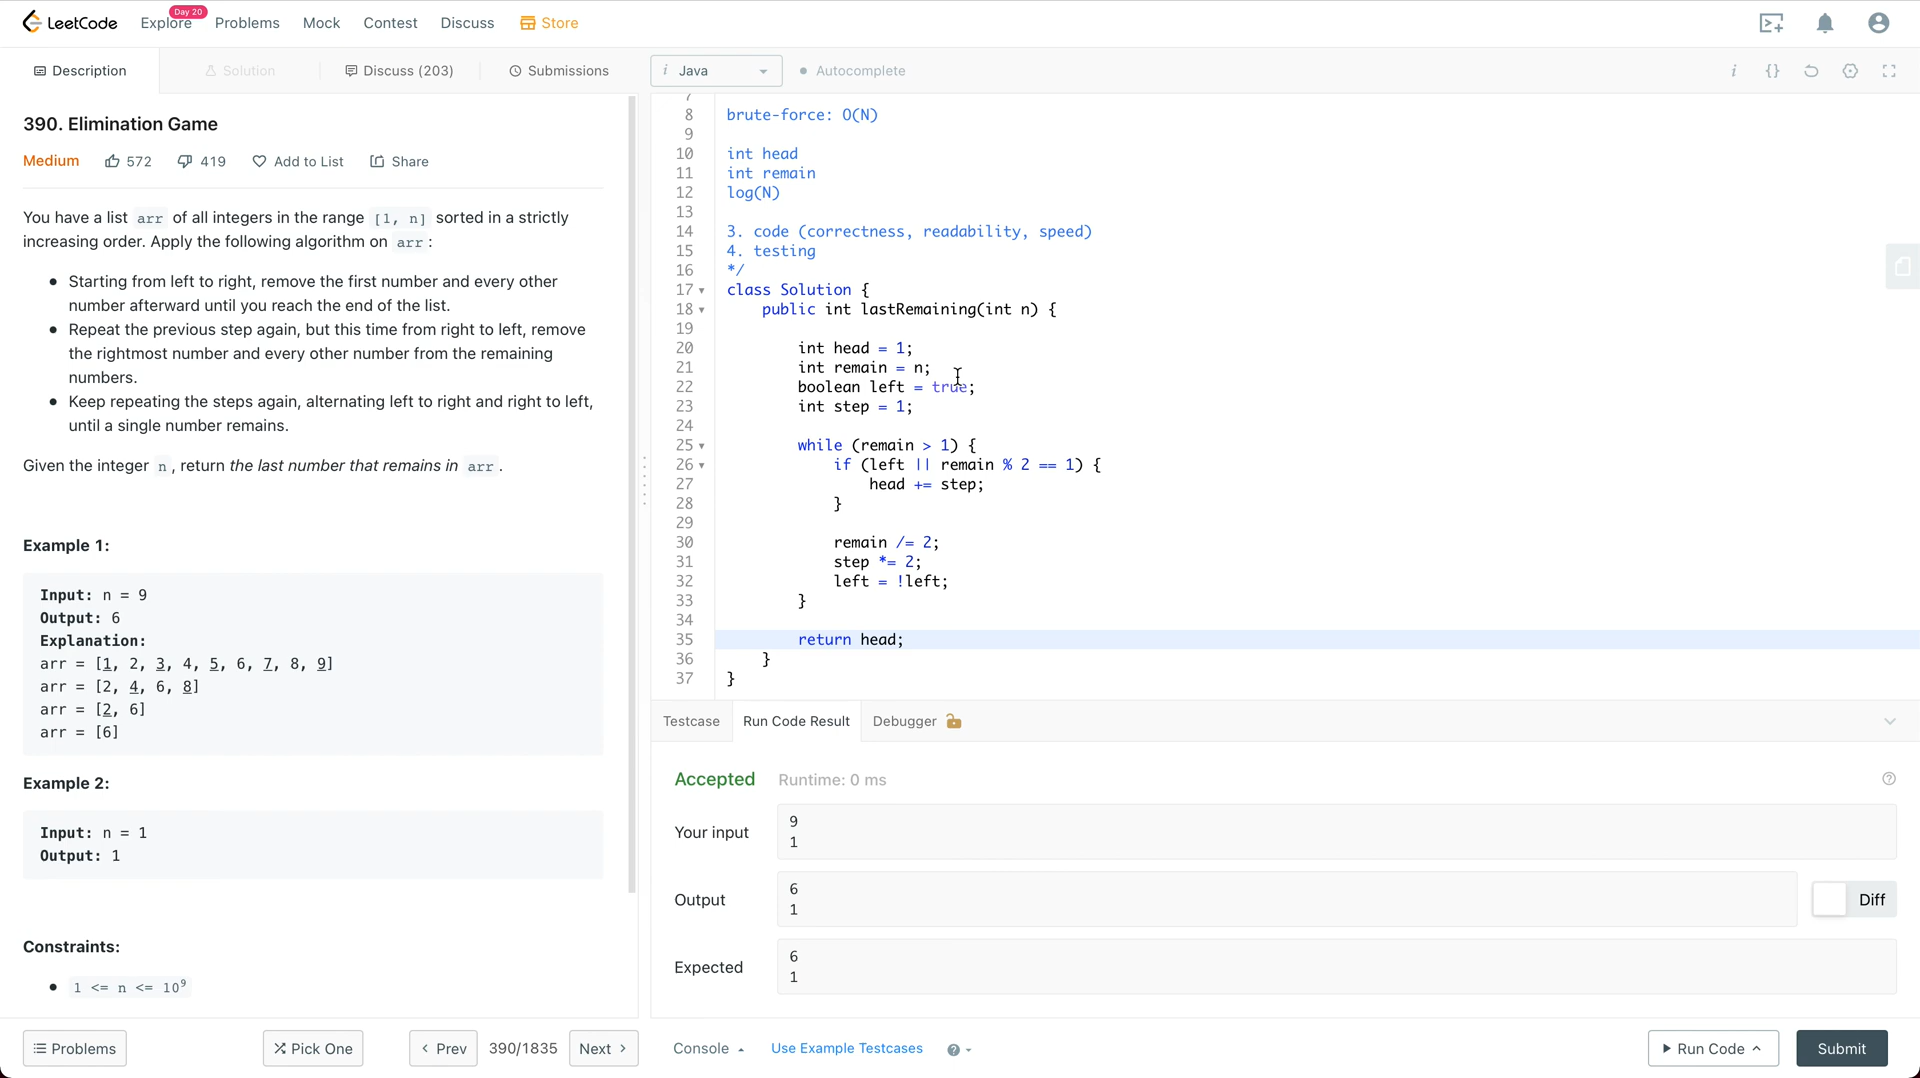 LeetCode Explore Day 20 Problems Mock Contest Discuss Store
Description Solution Discuss (203) Submissions
i Java Autocomplete
390. Elimination Game
Medium 572 419 Add to List Share
You have a list arr of all integers in the range [1, n] sorted in a strictly
increasing order. Apply the following algorithm on arr:
• Starting from left to right, remove the first number and every other
number afterward until you reach the end of the list.
• Repeat the previous step again, but this time from right to left, remove
the rightmost number and every other number from the remaining
numbers.
• Keep repeating the steps again, alternating left to right and right to left,
until a single number remains.
Given the integer n, return the last number that remains in arr.
Example 1:
Input: n = 9
Output: 6
Explanation:
arr = [1, 2, 3, 4, 5, 6, 7, 8, 9]
arr = [2, 4, 6, 8]
arr = [2, 6]
arr = [6]
Example 2:
Input: n = 1
Output: 1
Constraints:
• 1 <= n <= 10⁹
Problems Pick One < Prev 390/1835 Next >
7
8 brute-force: O(N)
9
10 int head
11 int remain
12 log(N)
13
14 3. code (correctness, readability, speed)
15 4. testing
16 */
17 class Solution {
18 public int lastRemaining(int n) {
19
20 int head = 1;
21 int remain = n;
22 boolean left = true;
23 int step = 1;
24
25 while (remain > 1) {
26 if (left || remain % 2 == 1) {
27 head += step;
28 }
29
30 remain /= 2;
31 step *= 2;
32 left = !left;
33 }
34
35 return head;
36 }
37 }
Testcase Run Code Result Debugger
Accepted Runtime: 0 ms
Your input
9
1
Output
6
1
Diff
Expected
6
1
Console Use Example Testcases Run Code Submit